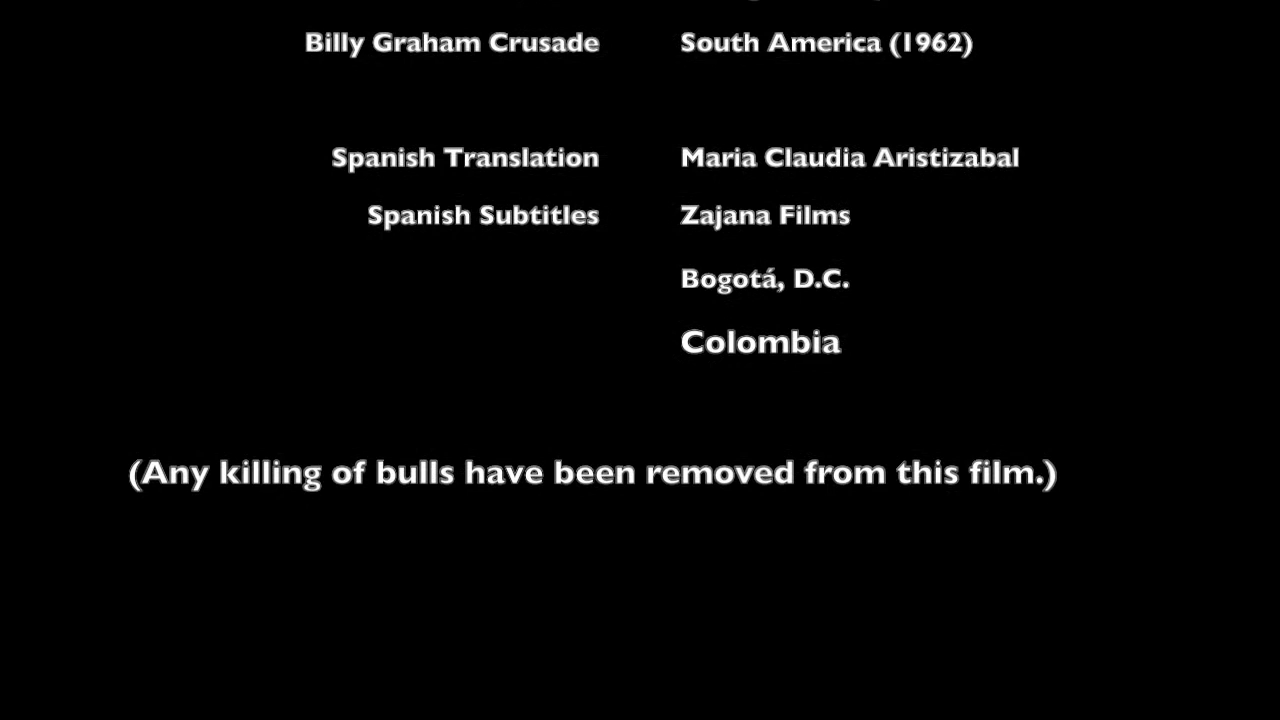 Billy Graham Crusade South America (1962)
Spanish Translation Maria Claudia Aristizabal
Spanish Subtitles Zajana Films
Bogotá, D.C.
Colombia
(Any killing of bulls have been removed from this film.)